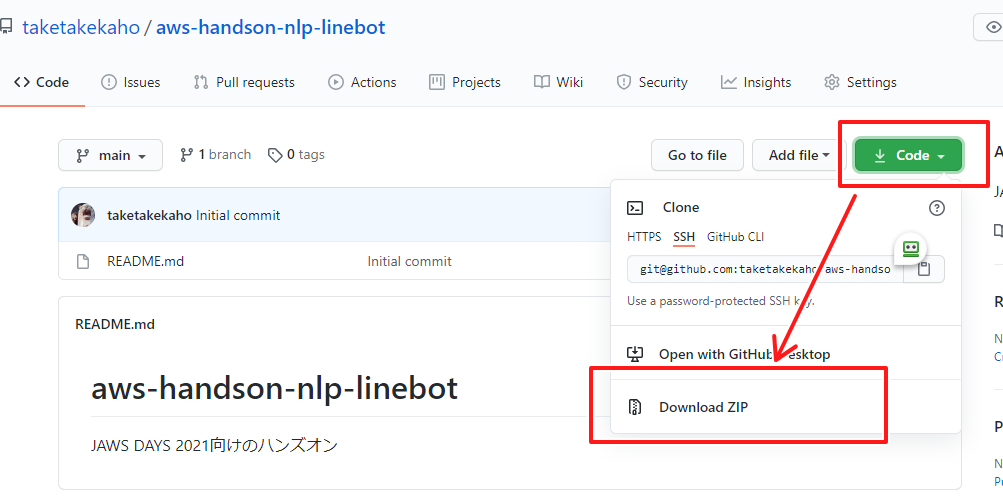 taketakekaho / aws-handson-nlp-linebot
Code Issues Pull requests Actions Projects Wiki Security Insights Settings
main 1 branch 0 tags Go to file Add file Code
taketakekaho Initial commit
README.md Initial commit
Clone
HTTPS SSH GitHub CLI
git@github.com:taketakekaho/aws-handso
Use a password-protected SSH key.
Open with GitHub Desktop
Download ZIP
README.md
aws-handson-nlp-linebot
JAWS DAYS 2021向けのハンズオン